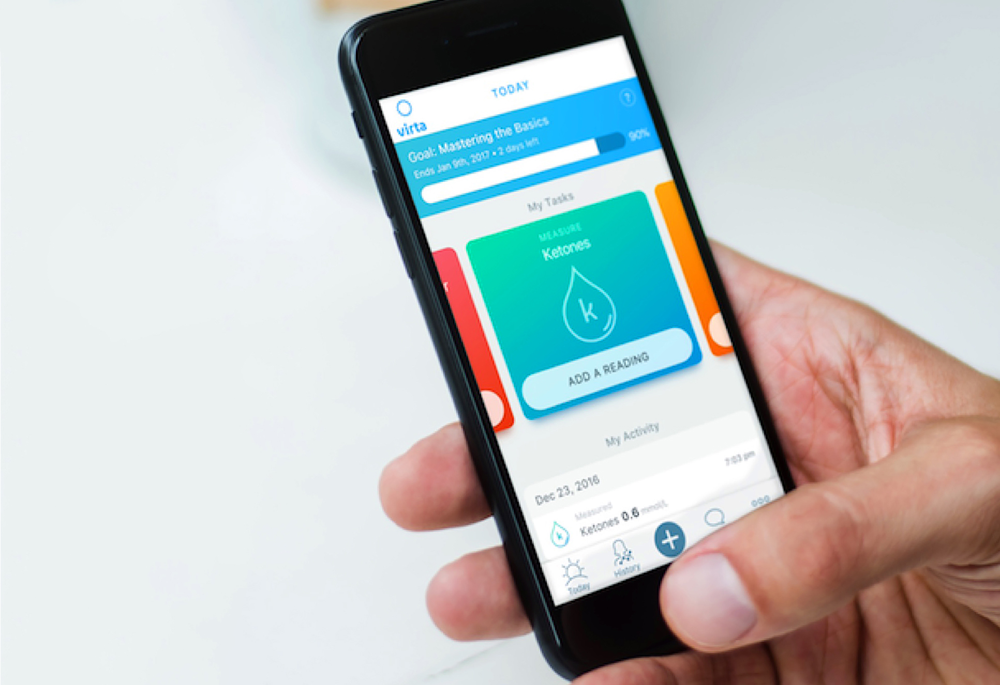 TODAY
virta
?
Goal: Mastering the Basics
Ends Jan 9th, 2017 • 2 days left
90%
My Tasks
MEASURE
Ketones
k
ADD A READING
My Activity
Dec 23, 2016
7:03 pm
Measured
k
Ketones 0.6 mmol/L
Today
History